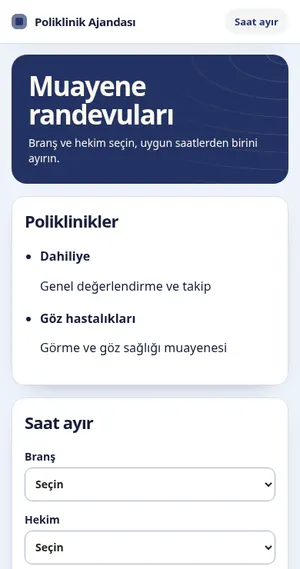 Poliklinik Ajandası
Saat ayır
Muayene
randevuları
Branş ve hekim seçin, uygun saatlerden birini
ayırın.
Poliklinikler
Dahiliye
Genel değerlendirme ve takip
Göz hastalıkları
Görme ve göz sağlığı muayenesi
Saat ayır
Branş
Seçin
Hekim
Seçin